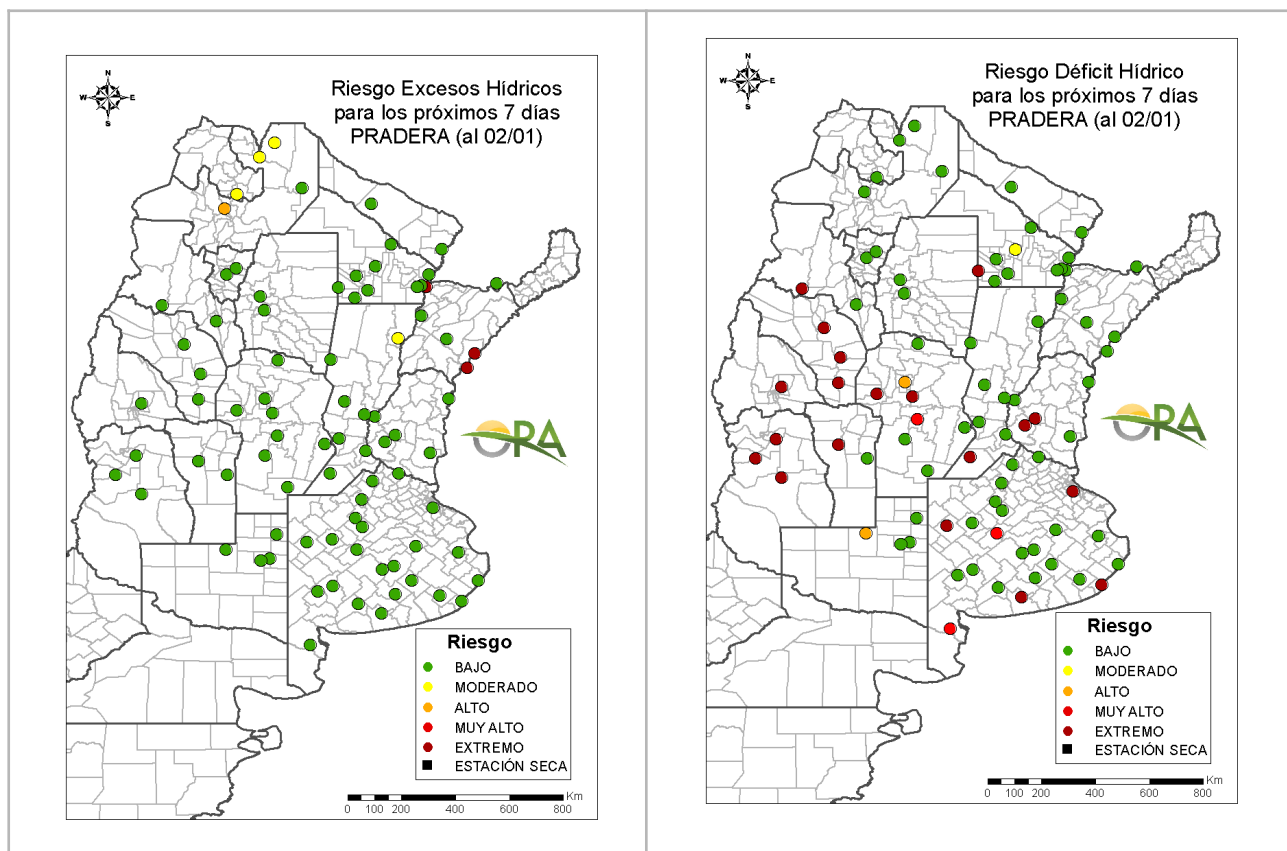 Riesgo Excesos Hídricos
para los próximos 7 días
PRADERA (al 02/01)
N
W E
S
ORA
Riesgo
BAJO
MODERADO
ALTO
MUY ALTO
EXTREMO
ESTACIÓN SECA
Km
0 100 200 400 600 800
Riesgo Déficit Hídrico
para los próximos 7 días
PRADERA (al 02/01)
N
W E
S
ORA
Riesgo
BAJO
MODERADO
ALTO
MUY ALTO
EXTREMO
ESTACIÓN SECA
Km
0 100 200 400 600 800